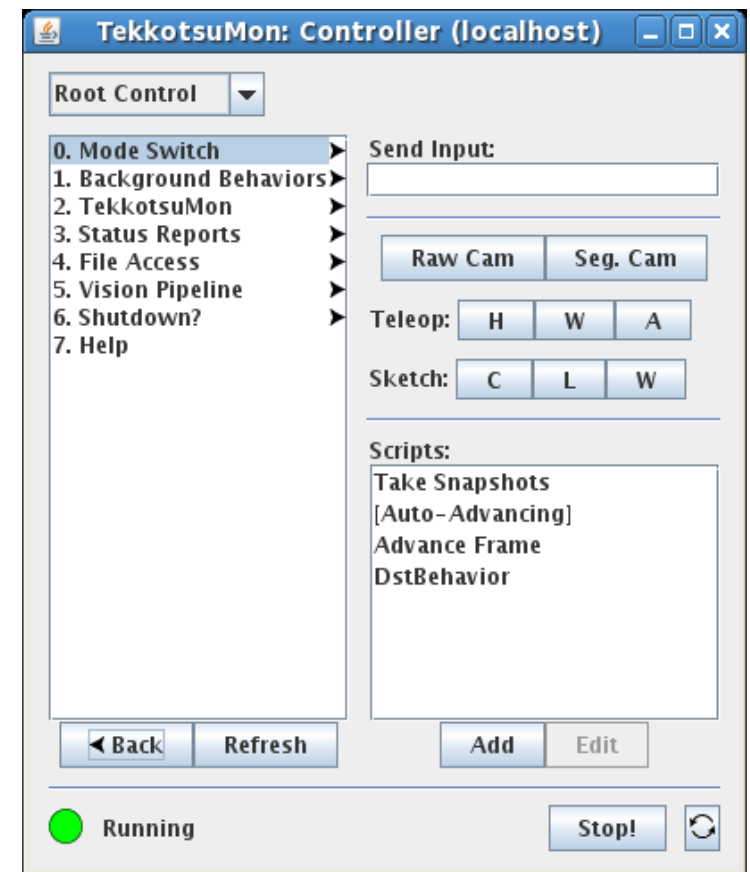 TekkotsuMon: Controller (localhost)
Root Control
0. Mode Switch
1. Background Behaviors
2. TekkotsuMon
3. Status Reports
4. File Access
5. Vision Pipeline
6. Shutdown?
7. Help
Back Refresh
Send Input:
Raw Cam Seg. Cam
Teleop: H W A
Sketch: C L W
Scripts:
Take Snapshots
[Auto-Advancing]
Advance Frame
DstBehavior
Add Edit
Running Stop!